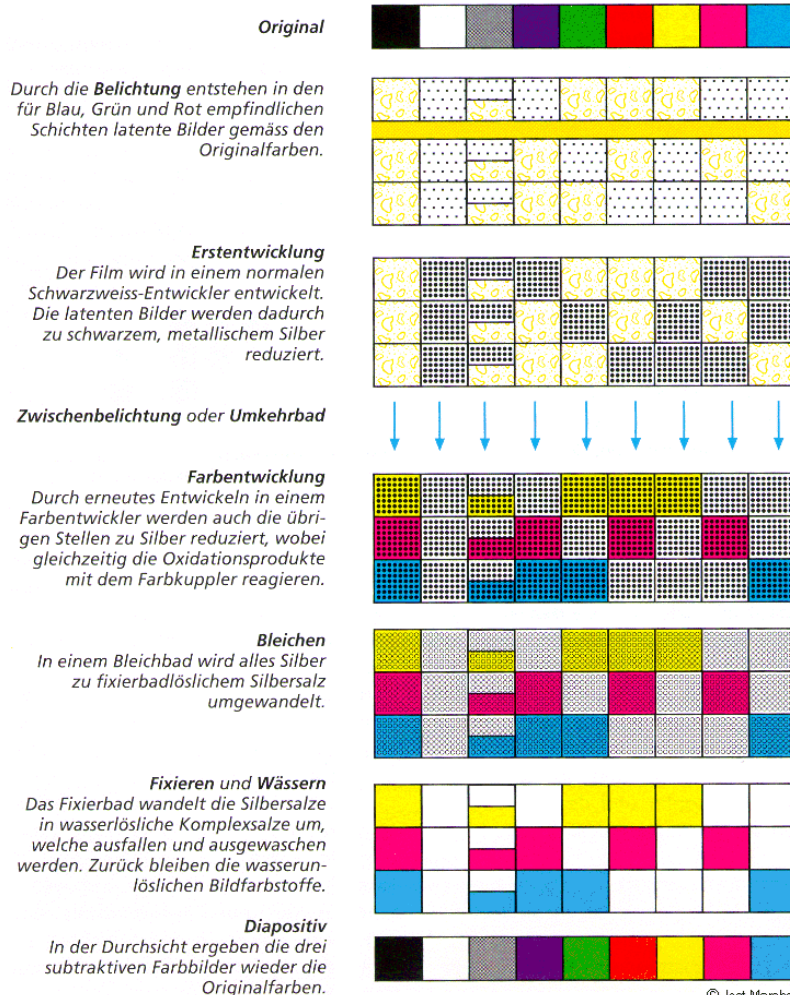 Original
Durch die Belichtung entstehen in den
für Blau, Grün und Rot empfindlichen
Schichten latente Bilder gemäss den
Originalfarben.
Erstentwicklung
Der Film wird in einem normalen
Schwarzweiss-Entwickler entwickelt.
Die latenten Bilder werden dadurch
zu schwarzem, metallischem Silber
reduziert.
Zwischenbelichtung oder Umkehrbad
Farbentwicklung
Durch erneutes Entwickeln in einem
Farbentwickler werden auch die übri-
gen Stellen zu Silber reduziert, wobei
gleichzeitig die Oxidationsprodukte
mit dem Farbkuppler reagieren.
Bleichen
In einem Bleichbad wird alles Silber
zu fixierbadlöslichem Silbersalz
umgewandelt.
Fixieren und Wässern
Das Fixierbad wandelt die Silbersalze
in wasserlösliche Komplexsalze um,
welche ausfallen und ausgewaschen
werden. Zurück bleiben die wasserun-
löslichen Bildfarbstoffe.
Diapositiv
In der Durchsicht ergeben die drei
subtraktiven Farbbilder wieder die
Originalfarben.
©